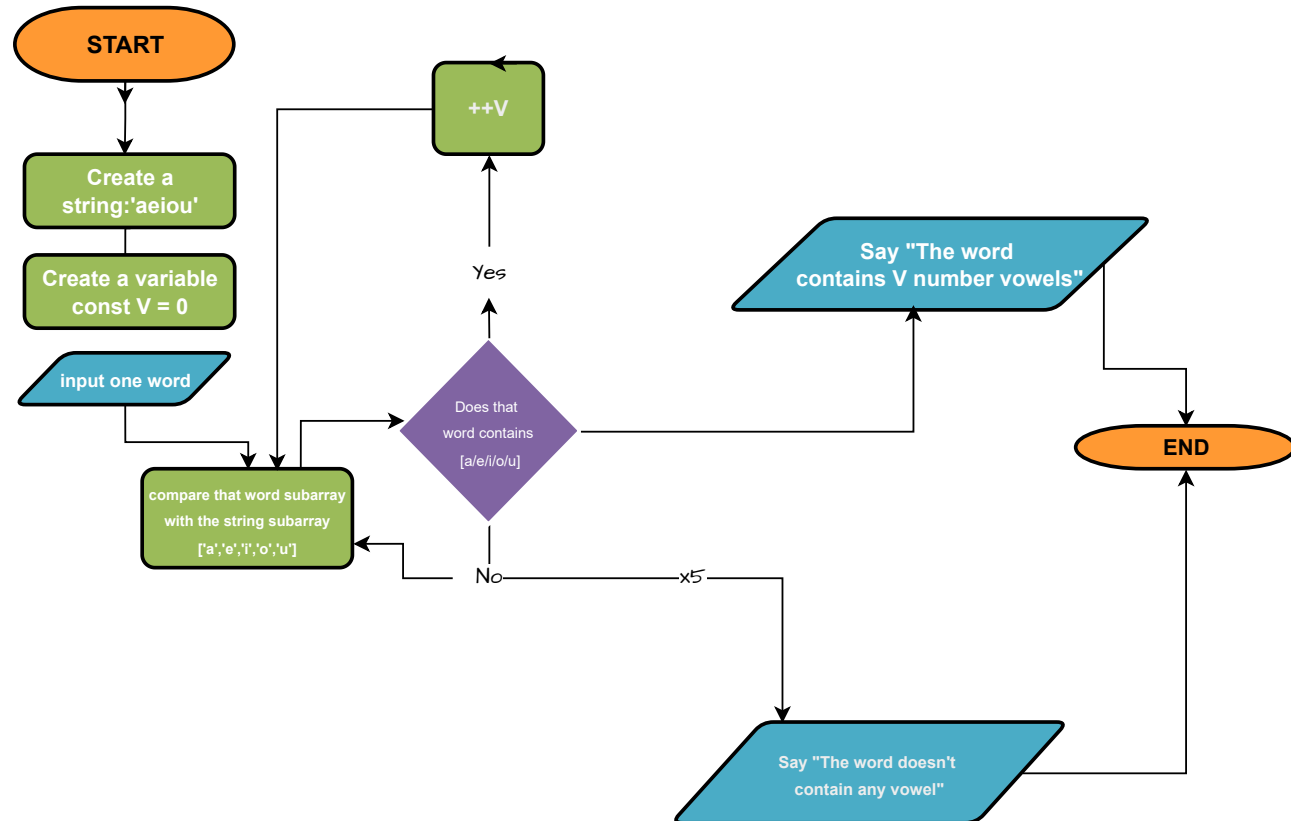 START
++V
Create a
string:'aeiou'
Create a variable
const V = 0
Say "The word
contains V number vowels"
Yes
input one word
Does that
word contains
[a/e/i/o/u]
END
compare that word subarray
with the string subarray
['a','e','i','o','u']
No
x5
Say "The word doesn't
contain any vowel"